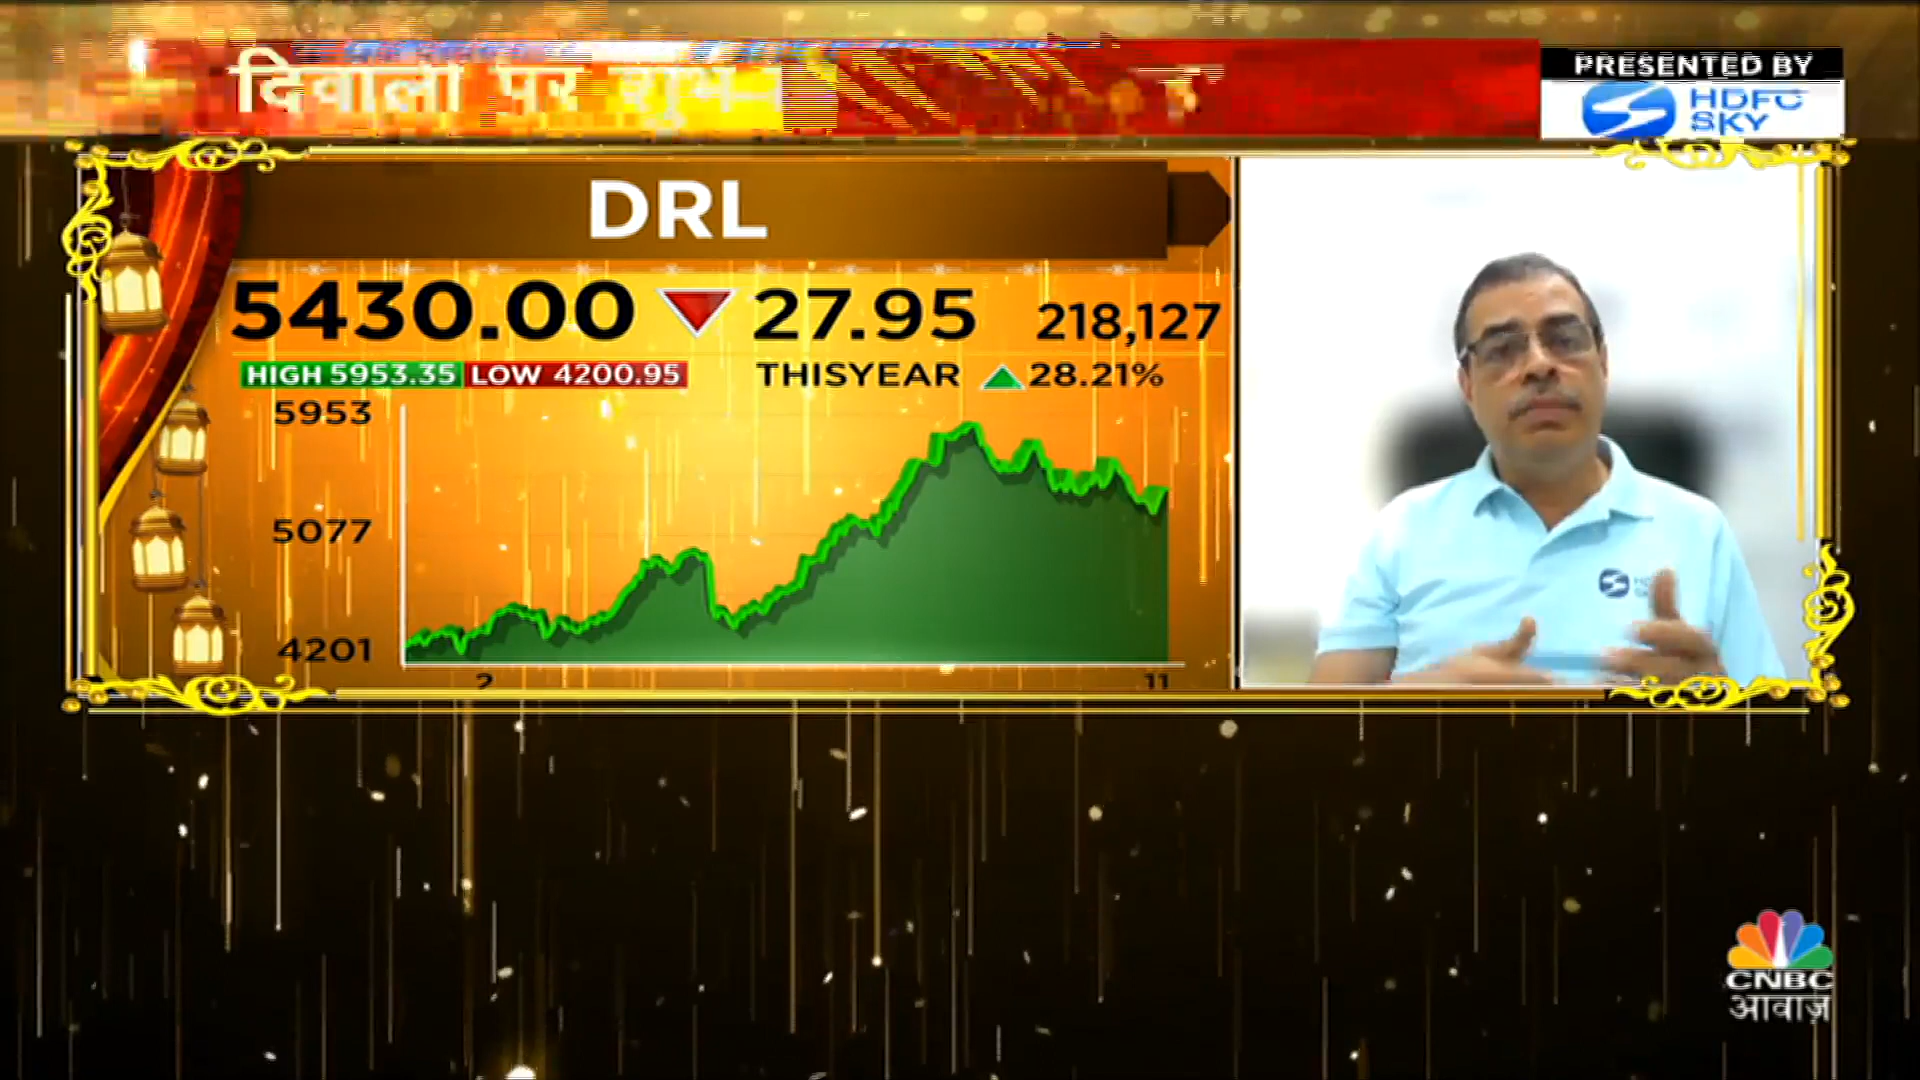 दिवाली पर शुभ
PRESENTED BY
HDFC
SKY
DRL
5430.00 27.95 218,127
HIGH 5953.35 LOW 4200.95 THISYEAR 28.21%
5953
5077
4201
2 11
CNBC
आवाज़